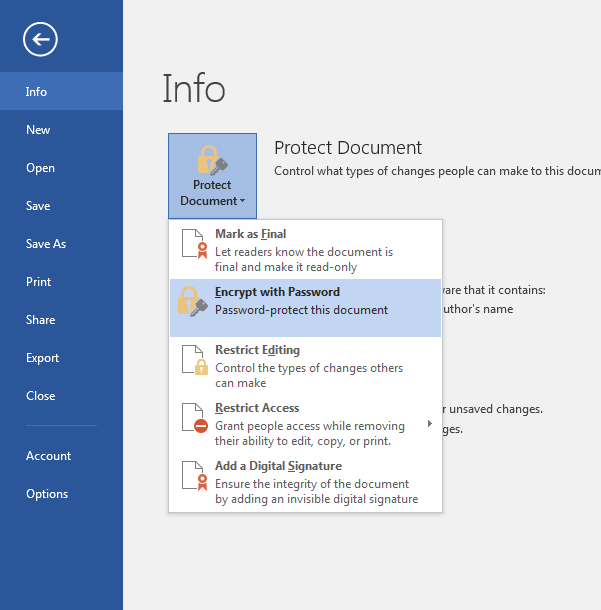 Info
New
Open
Save
Save As
Print
Share
Export
Close
Account
Options
Info
Protect
Document
Protect Document
Control what types of changes people can make to this
Mark as Final
Let readers know the document is
final and make it read-only
Encrypt with Password
Password-protect this document
Restrict Editing
Control the types of changes others
can make
Restrict Access
Grant people access while removing
their ability to edit, copy, or print.
Add a Digital Signature
Ensure the integrity of the document
by adding an invisible digital signature
that it contains:
name
unsaved changes.